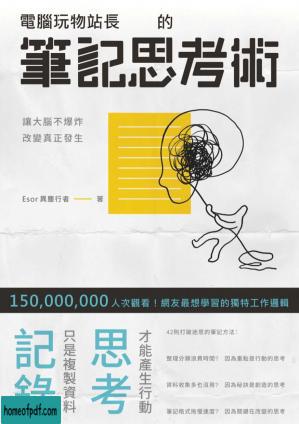 電腦玩物站長 的
筆記思考術
讓大腦不爆炸
改變真正發生
Esor 異塵行者 著
150,000,000 人次觀看！網友最想學習的獨特工作邏輯
才能產生行動
思考
只是複製資料
記錄
42則打破迷思的筆記方法：
整理分類浪費時間？ 因為重點是行動的思考
資料收集多也沒用？ 因為秘訣是創造的思考
筆記格式拖慢速度？ 因為關鍵在改變的思考
homeofpdf.com